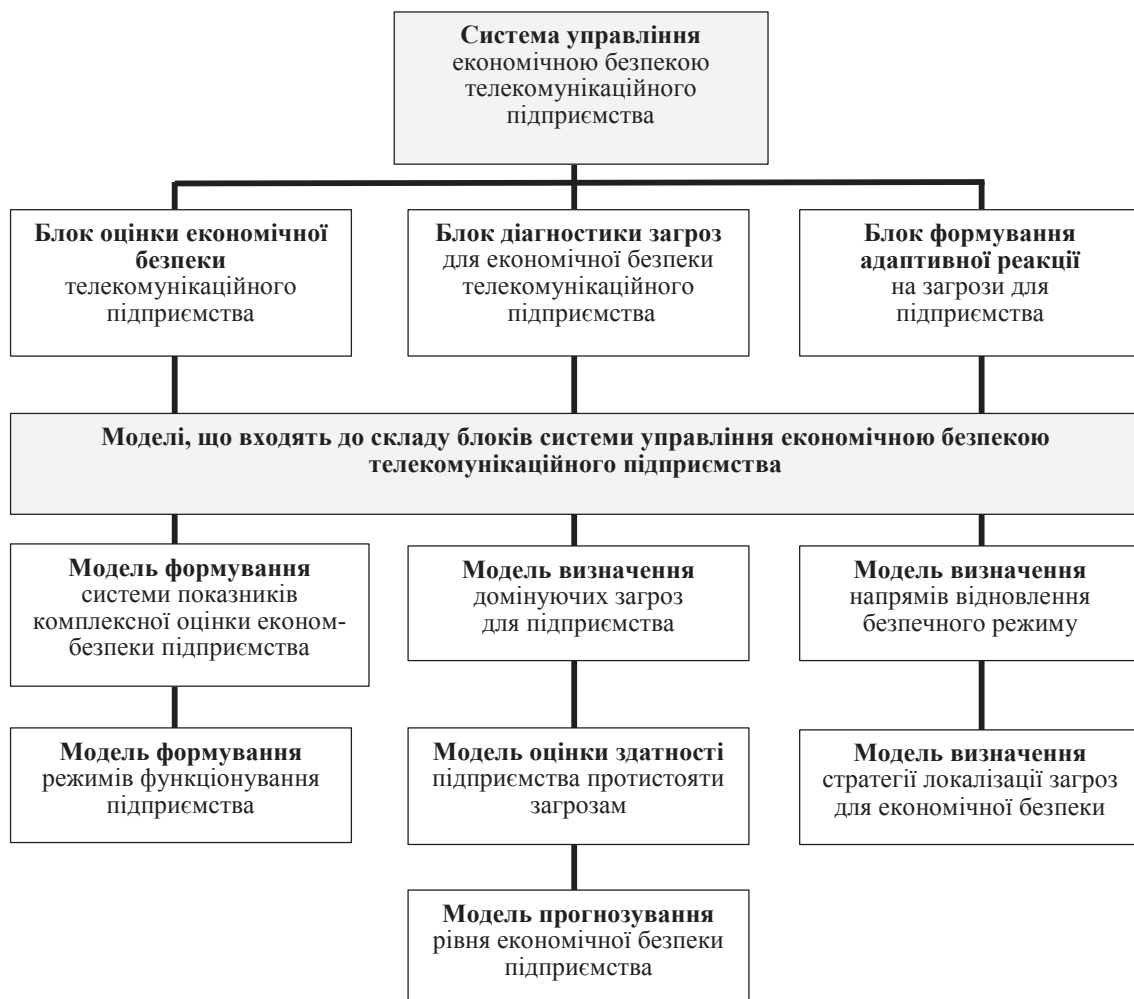 Система управління
економічною безпекою
телекомунікаційного
підприємства
Блок оцінки економічної
безпеки
телекомунікаційного
підприємства
Блок діагностики загроз
для економічної безпеки
телекомунікаційного
підприємства
Блок формування
адаптивної реакції
на загрози для
підприємства
Моделі, що входять до складу блоків системи управління економічною безпекою
телекомунікаційного підприємства
Модель формування
системи показників
комплексної оцінки економ-
безпеки підприємства
Модель визначення
домінуючих загроз
для підприємства
Модель визначення
напрямів відновлення
безпечного режиму
Модель формування
режимів функціонування
підприємства
Модель оцінки здатності
підприємства протистояти
загрозам
Модель визначення
стратегії локалізації загроз
для економічної безпеки
Модель прогнозування
рівня економічної безпеки
підприємства